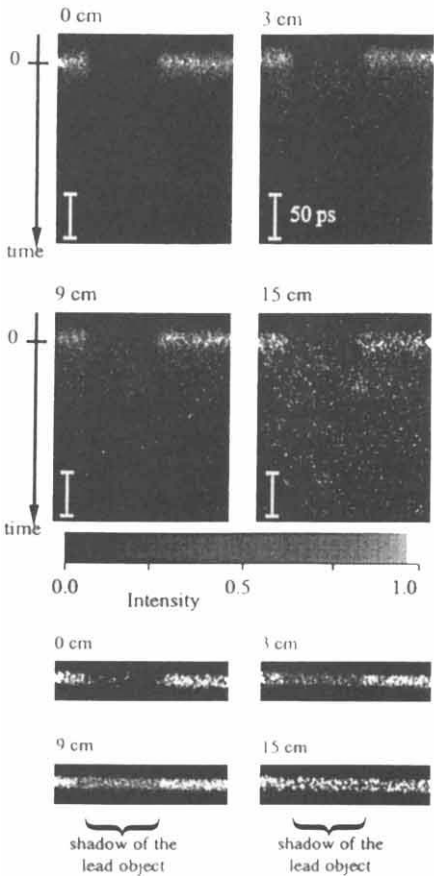 0 cm
3 cm
0
50 ps
time
9 cm
15 cm
0
time
0.0
0.5
1.0
Intensity
0 cm
3 cm
9 cm
15 cm
shadow of the
lead object
shadow of the
lead object